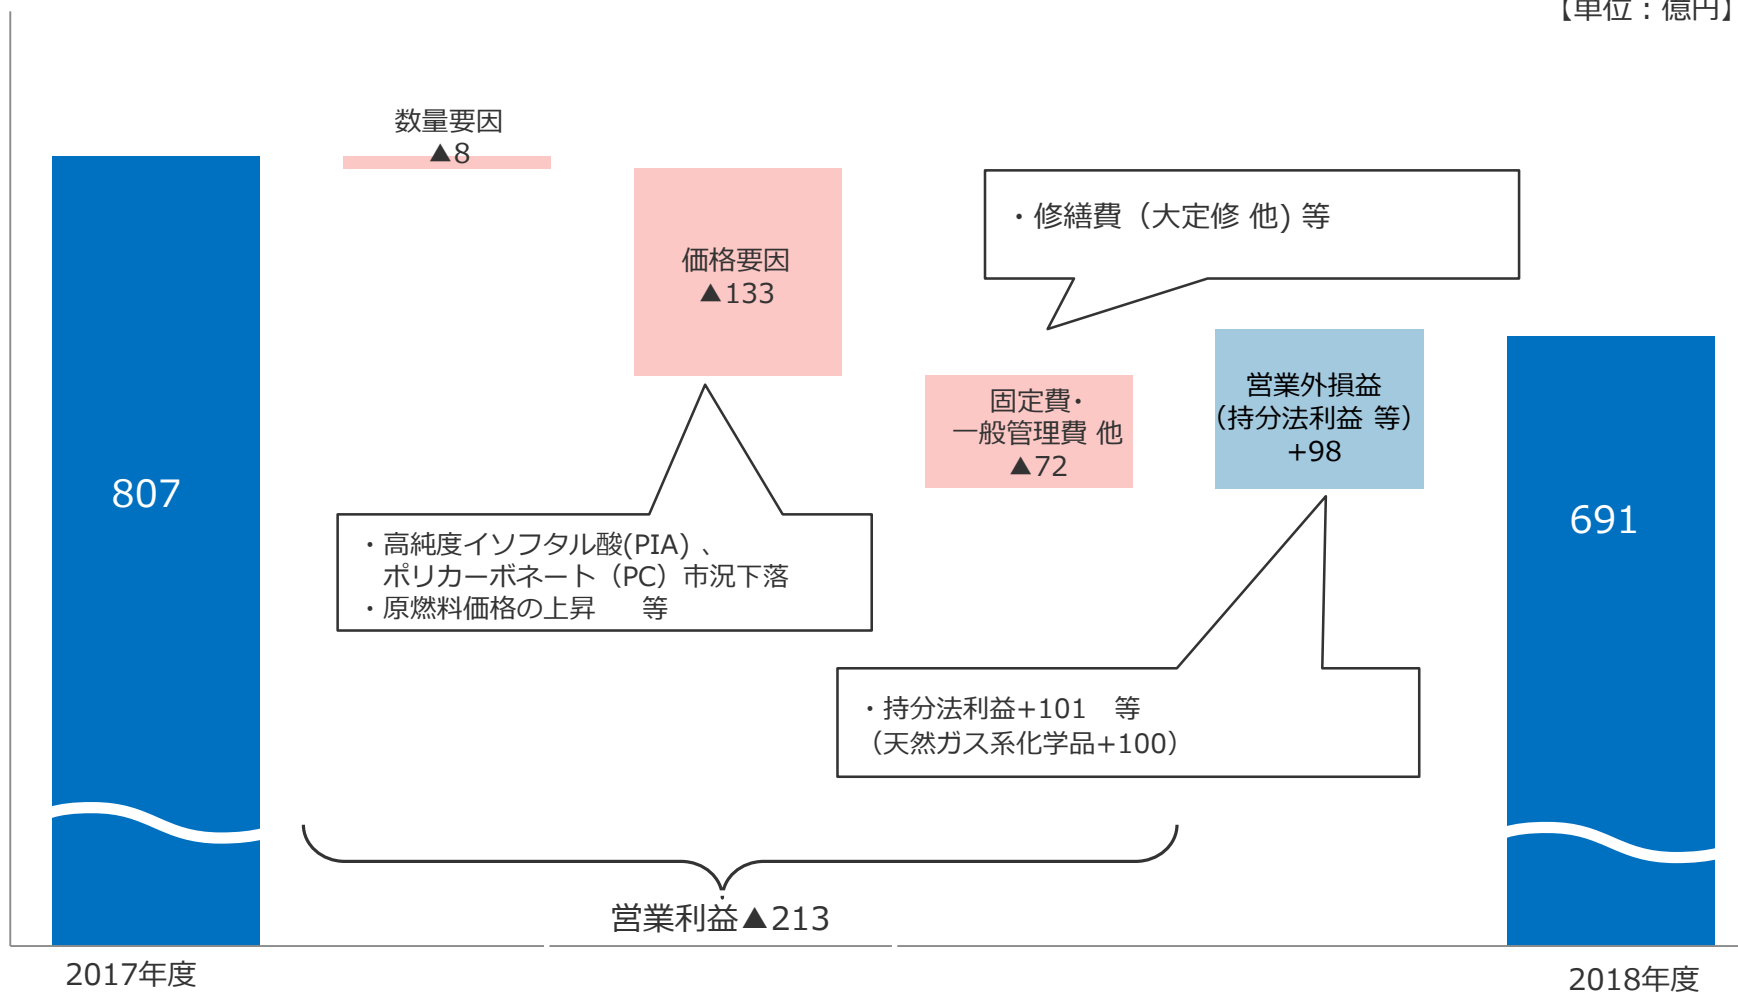 【単位：億円】
数量要因
▲8
価格要因
▲133
・修繕費（大定修 他) 等
固定費・
一般管理費 他
▲72
営業外損益
（持分法利益 等）
+98
807
691
・高純度イソフタル酸(PIA) 、
ポリカーボネート（PC）市況下落
・原燃料価格の上昇　等
・持分法利益+101　等
（天然ガス系化学品+100）
営業利益▲213
2017年度
2018年度